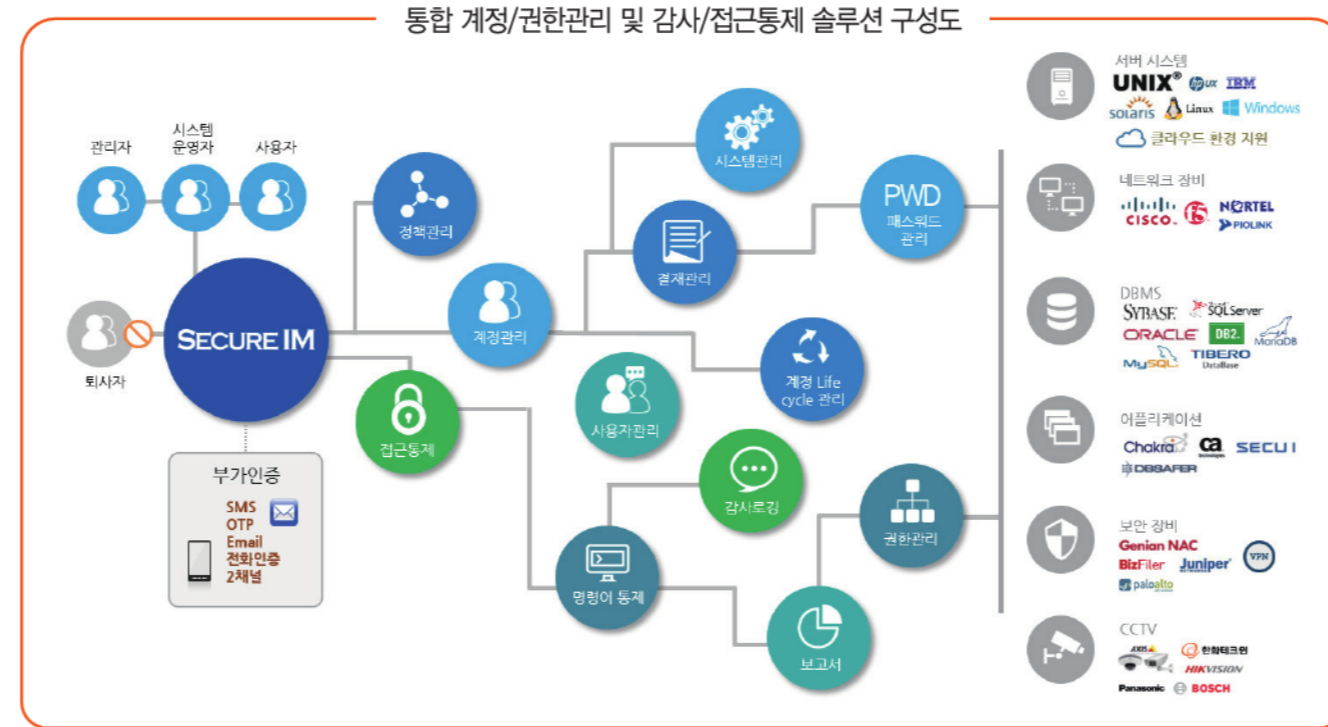 통합 계정/권한관리 및 감사/접근통제 솔루션 구성도
관리자
시스템
운영자
사용자
퇴사자
SECURE IM
부가인증
SMS
OTP
Email
전화인증
2채널
정책관리
계정관리
접근통제
시스템관리
결재관리
PWD
패스워드
관리
계정 Life
cycle 관리
사용자관리
감사로깅
명령어 통제
권한관리
보고서
서버 시스템
UNIX® hp ux IBM
solaris Linux Windows
클라우드 환경 지원
네트워크 장비
CISCO f5 NORTEL
PIOLINK
DBMS
SYBASE SQL Server
ORACLE DB2. MariaDB
MySQL TIBERO
DataBase
어플리케이션
Chakra ca technologies SECUI
DBSAFER
보안 장비
Genian NAC
BizFiler Juniper VPN
paloalto
CCTV
AXIS 한화테크윈
HIKVISION
Panasonic BOSCH